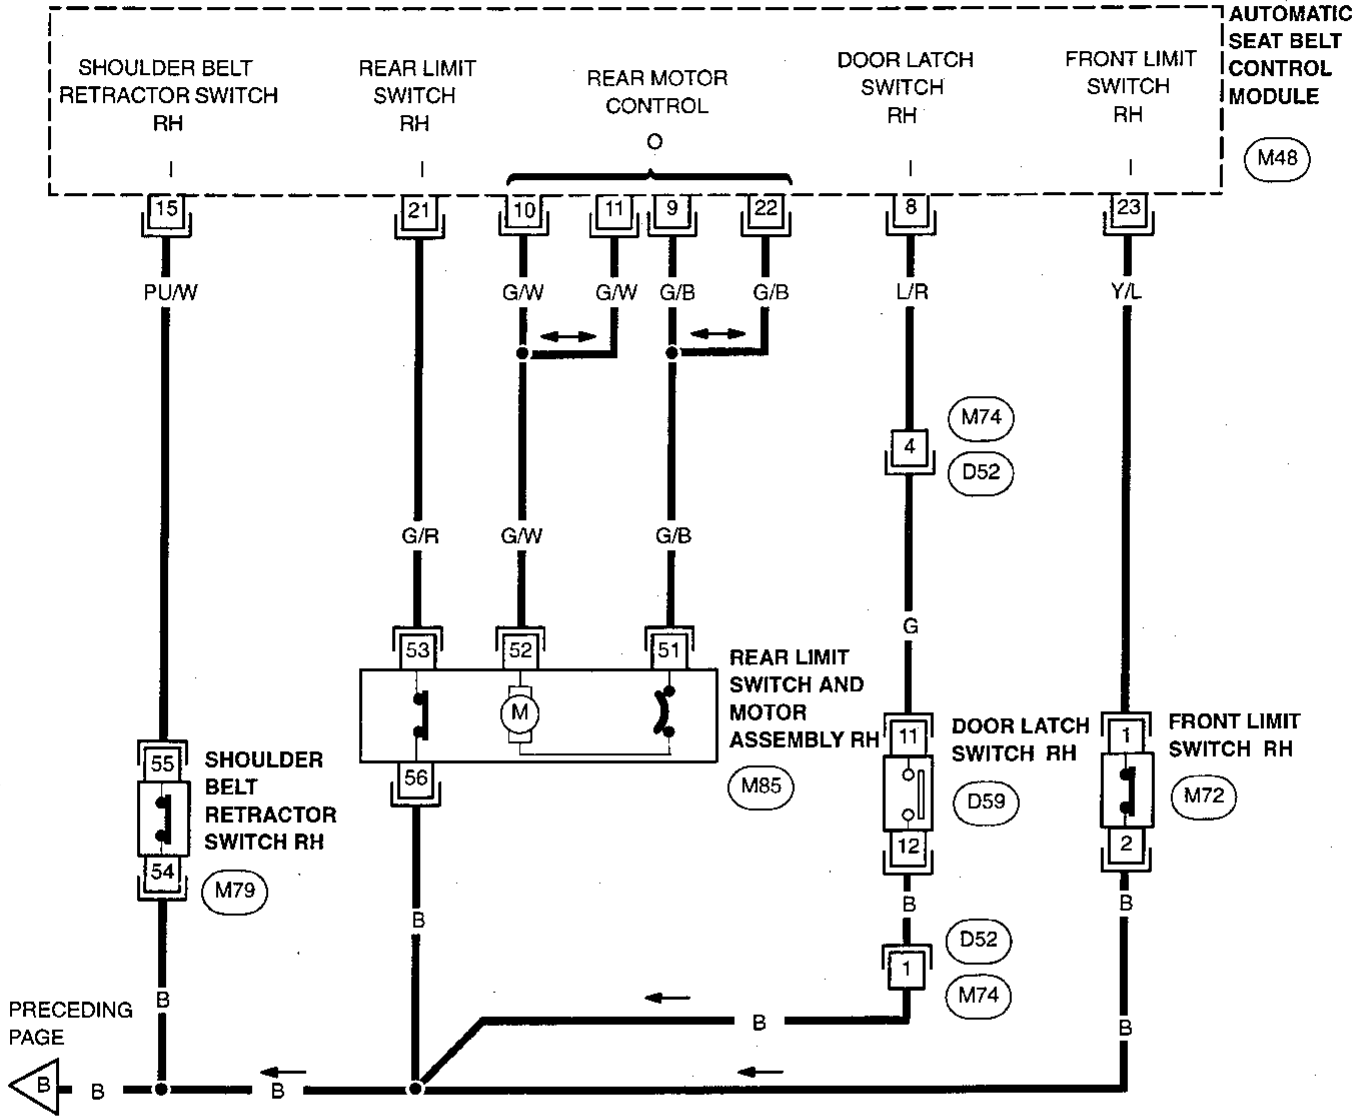 AUTOMATIC
SEAT BELT
CONTROL
MODULE
M48
SHOULDER BELT
RETRACTOR SWITCH
RH
I
REAR LIMIT
SWITCH
RH
I
REAR MOTOR
CONTROL
O
DOOR LATCH
SWITCH
RH
I
FRONT LIMIT
SWITCH
RH
I
15
21
10
11
9
22
8
23
PU/W
G/W
G/W
G/B
G/B
L/R
Y/L
M74
4
D52
G/R
G/W
G/B
G
53
52
51
M
56
REAR LIMIT
SWITCH AND
MOTOR
ASSEMBLY RH
M85
11
DOOR LATCH
SWITCH RH
D59
12
1
FRONT LIMIT
SWITCH RH
M72
2
55
SHOULDER
BELT
RETRACTOR
SWITCH RH
54
M79
B
B
B
D52
1
M74
B
B
B
PRECEDING
PAGE
B
B
B